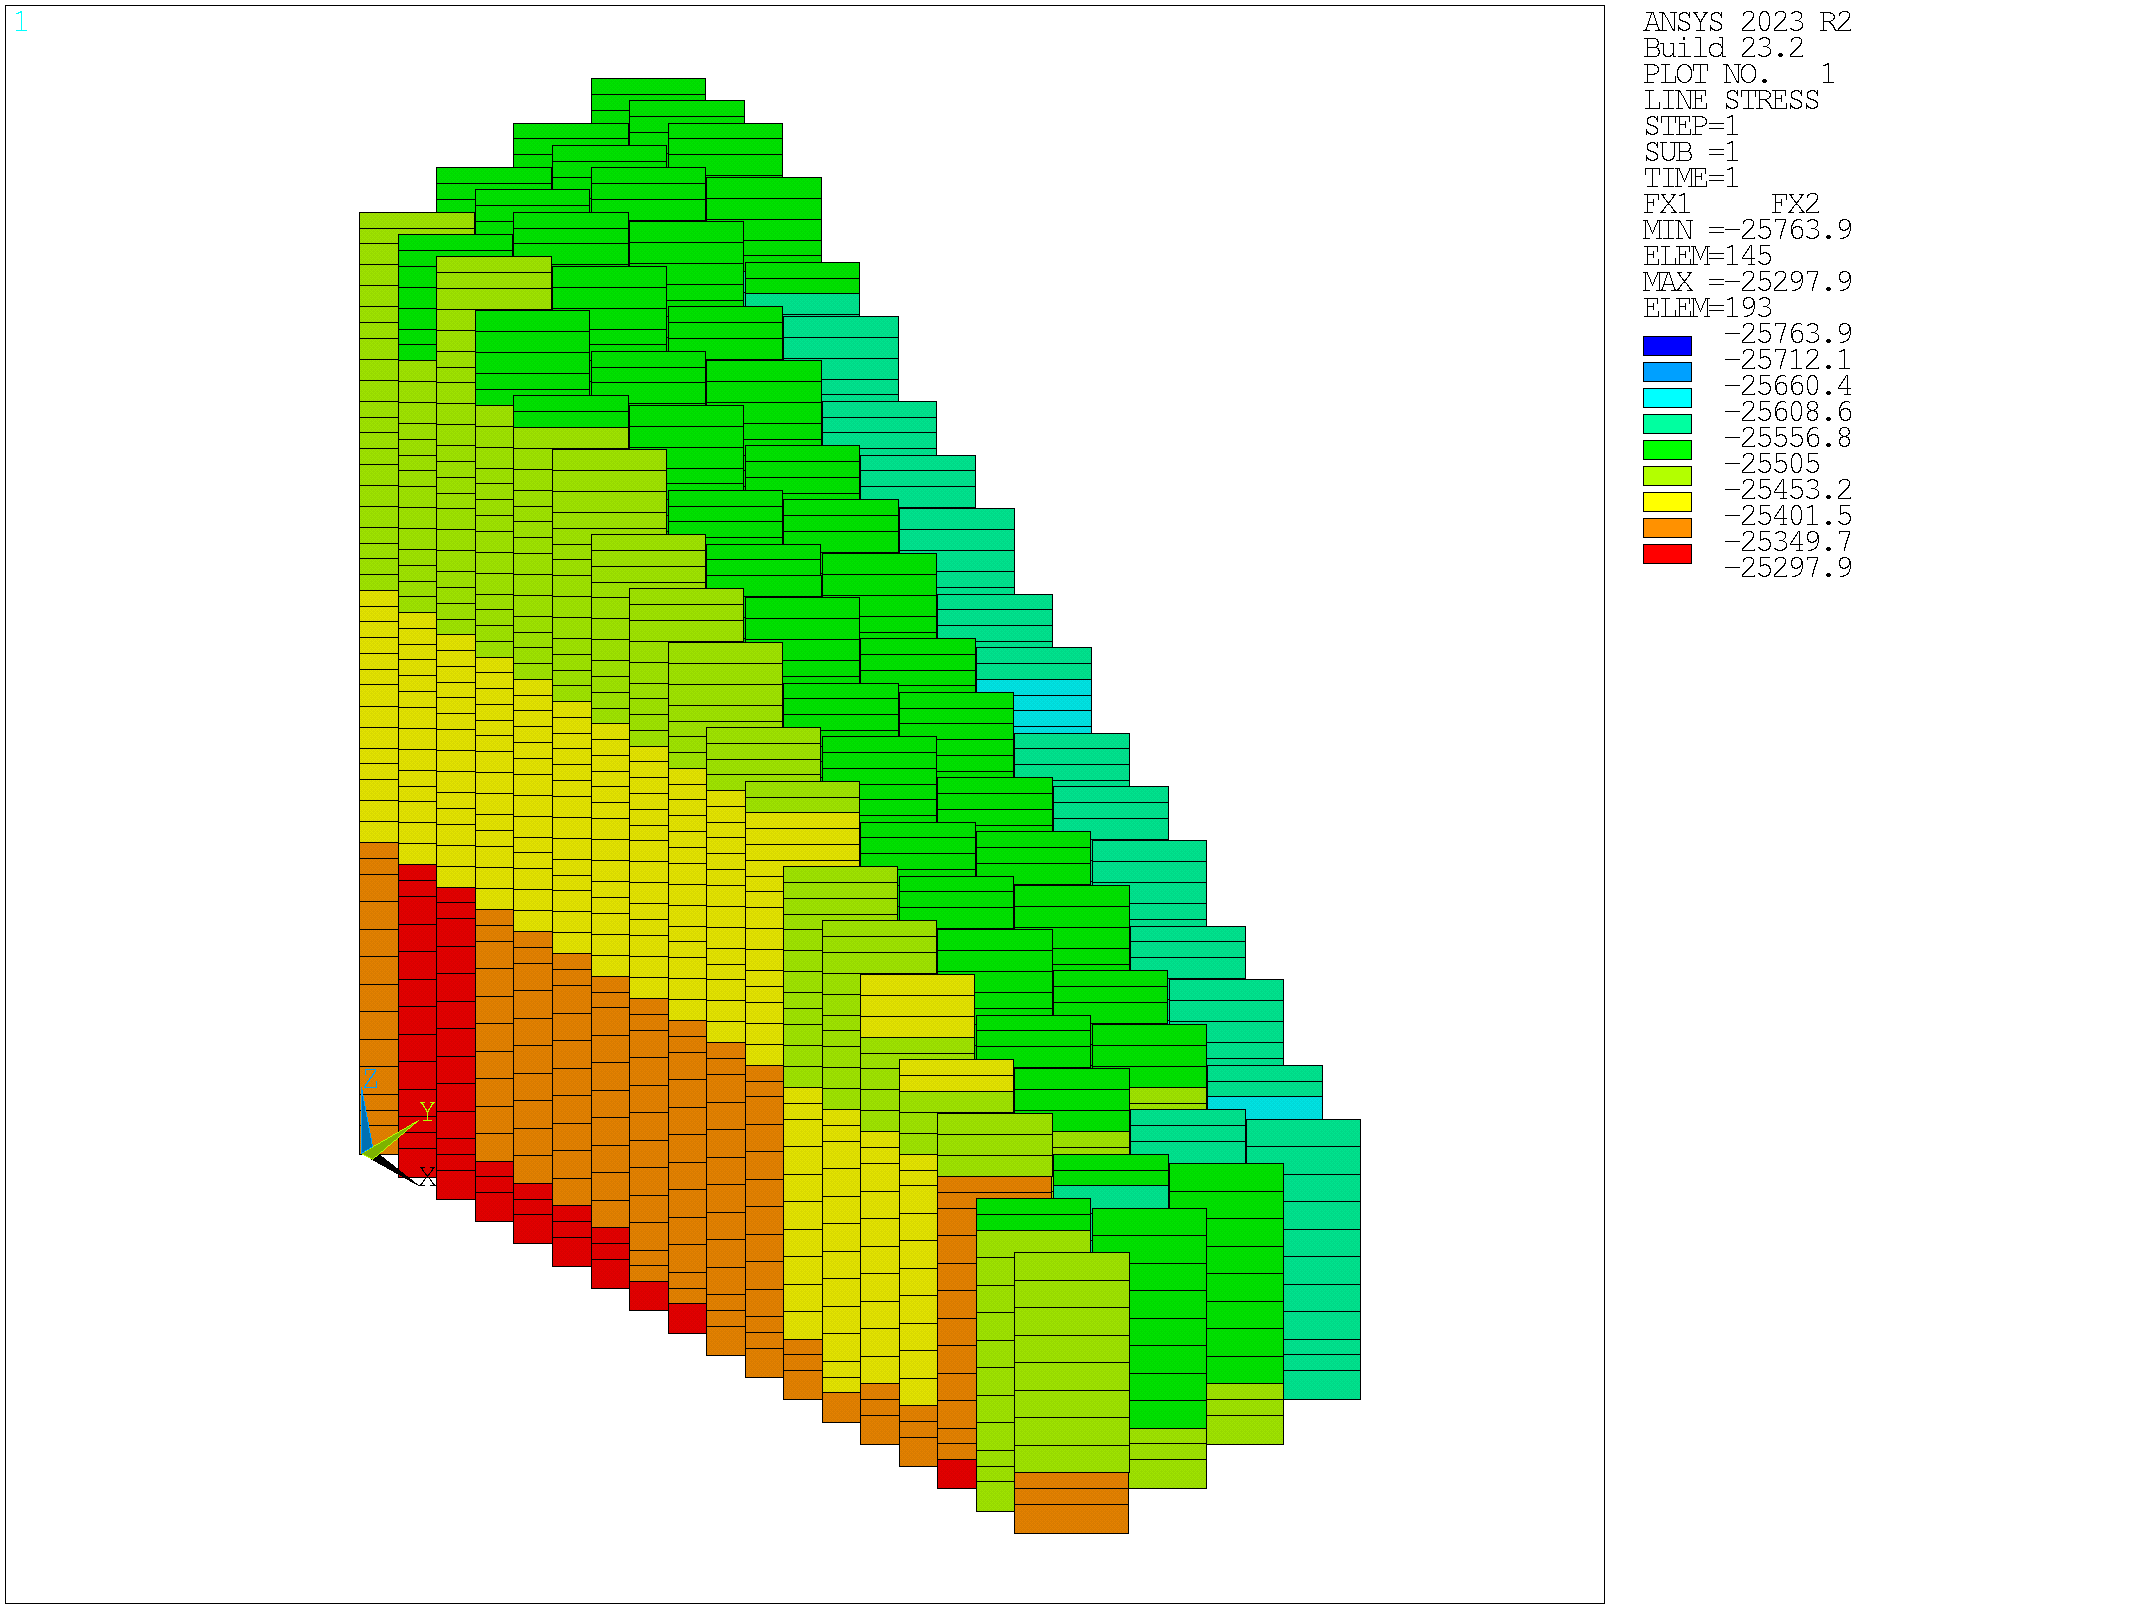 1
ANSYS 2023 R2
Build 23.2
PLOT NO.   1
LINE STRESS
STEP=1
SUB =1
TIME=1
FX1     FX2
MIN =-25763.9
ELEM=145
MAX =-25297.9
ELEM=193
-25763.9
-25712.1
-25660.4
-25608.6
-25556.8
-25505
-25453.2
-25401.5
-25349.7
-25297.9
Z
Y
X